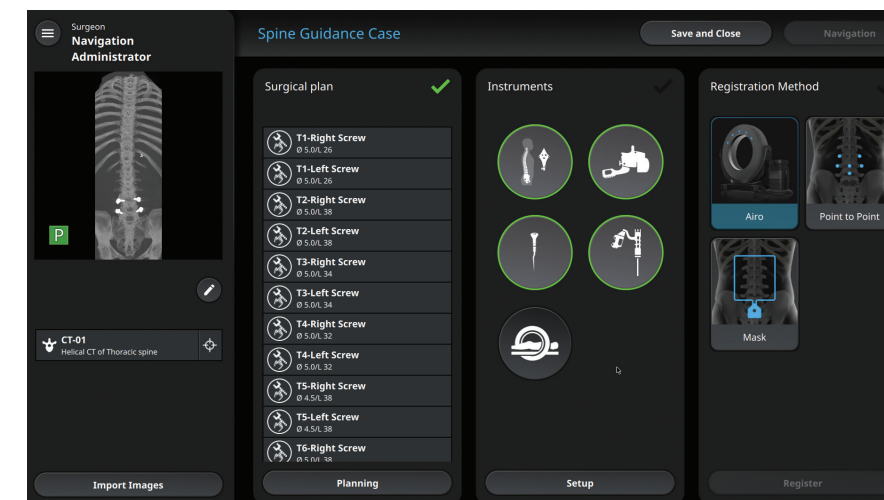 Surgeon
Navigation
Administrator
P
CT-01
Helical CT of Thoracic spine
Import Images
Spine Guidance Case
Save and Close
Navigation
Surgical plan
T1-Right Screw
Ø 5.0/L 26
T1-Left Screw
Ø 5.0/L 26
T2-Right Screw
Ø 5.0/L 38
T2-Left Screw
Ø 5.0/L 38
T3-Right Screw
Ø 5.0/L 34
T3-Left Screw
Ø 5.0/L 34
T4-Right Screw
Ø 5.0/L 32
T4-Left Screw
Ø 5.0/L 32
T5-Right Screw
Ø 4.5/L 38
T5-Left Screw
Ø 4.5/L 38
T6-Right Screw
Ø 5.0/L 38
Planning
Instruments
Setup
Registration Method
Airo
Point to Point
Mask
Register